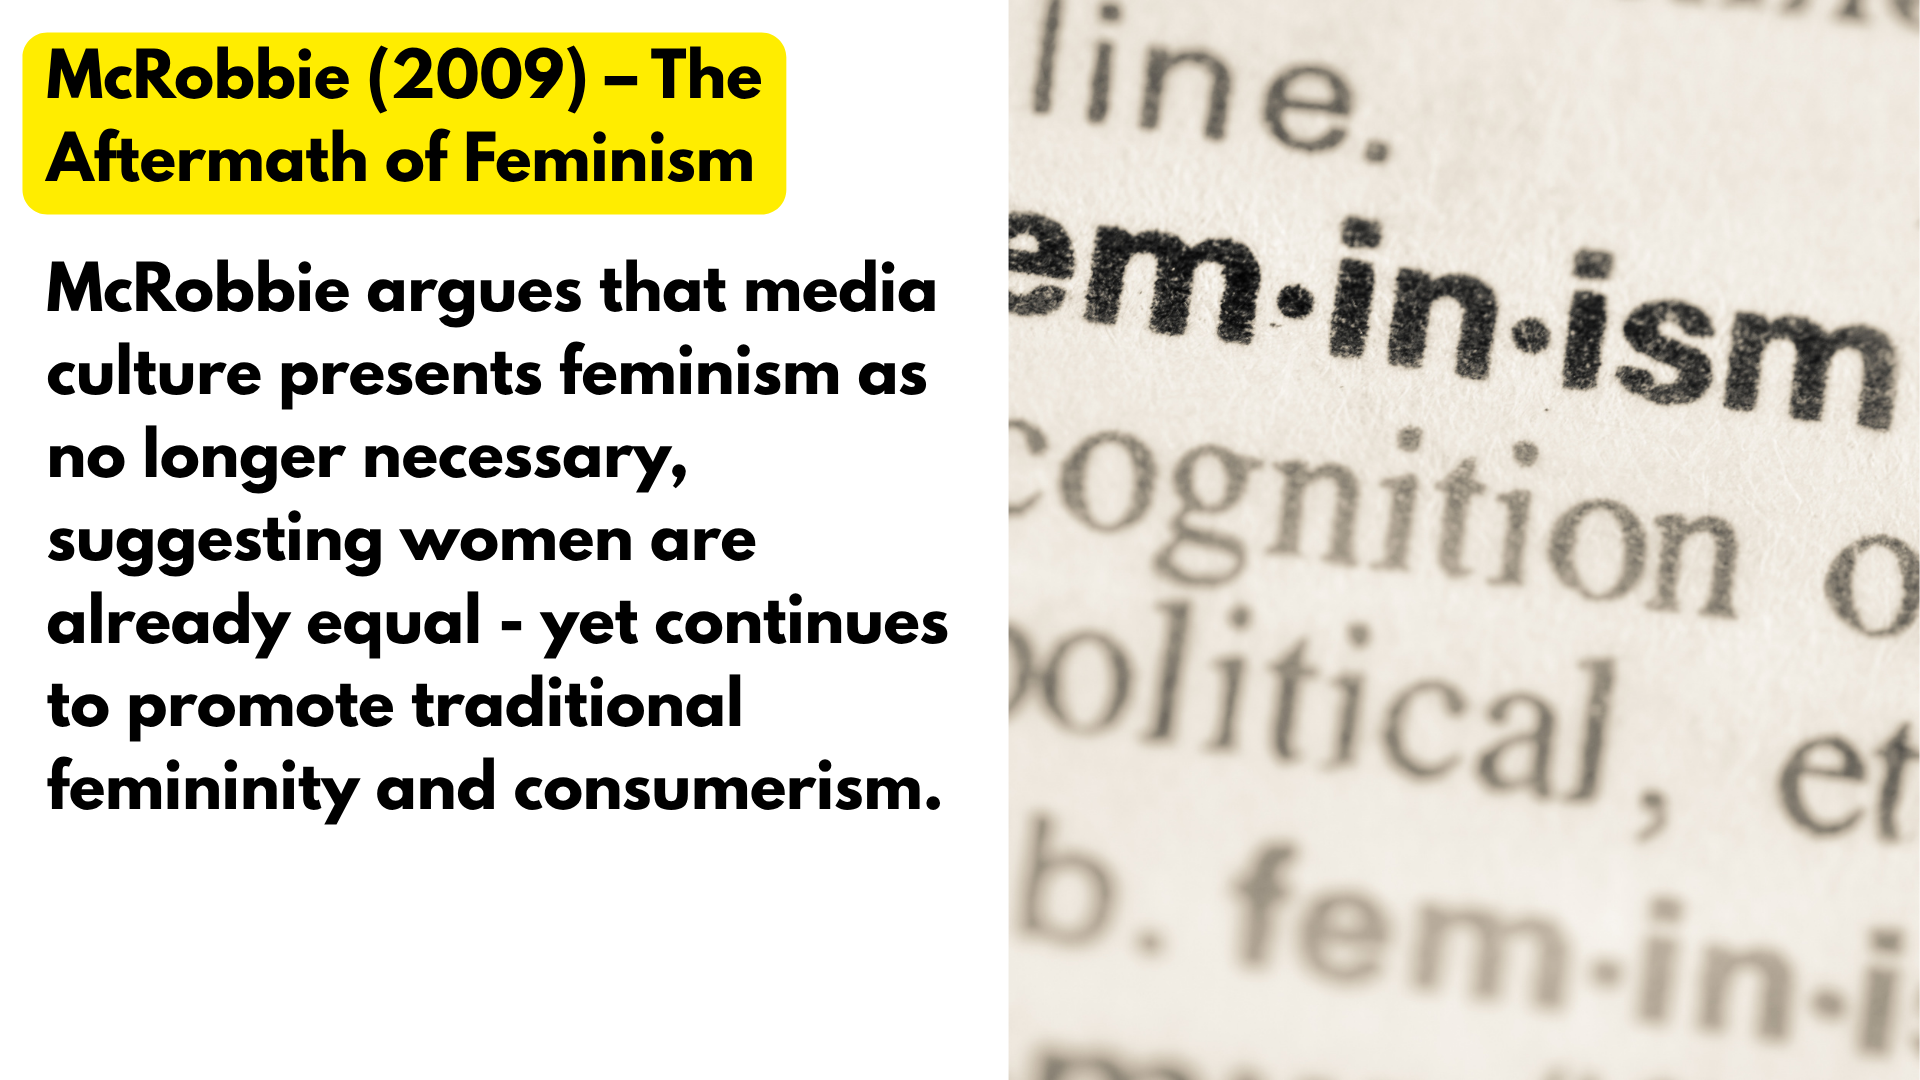 McRobbie (2009) – The
Aftermath of Feminism
McRobbie argues that media
culture presents feminism as
no longer necessary,
suggesting women are
already equal - yet continues
to promote traditional
femininity and consumerism.
line.
em·in·ism
cognition o
political, et
b. fem·in·i